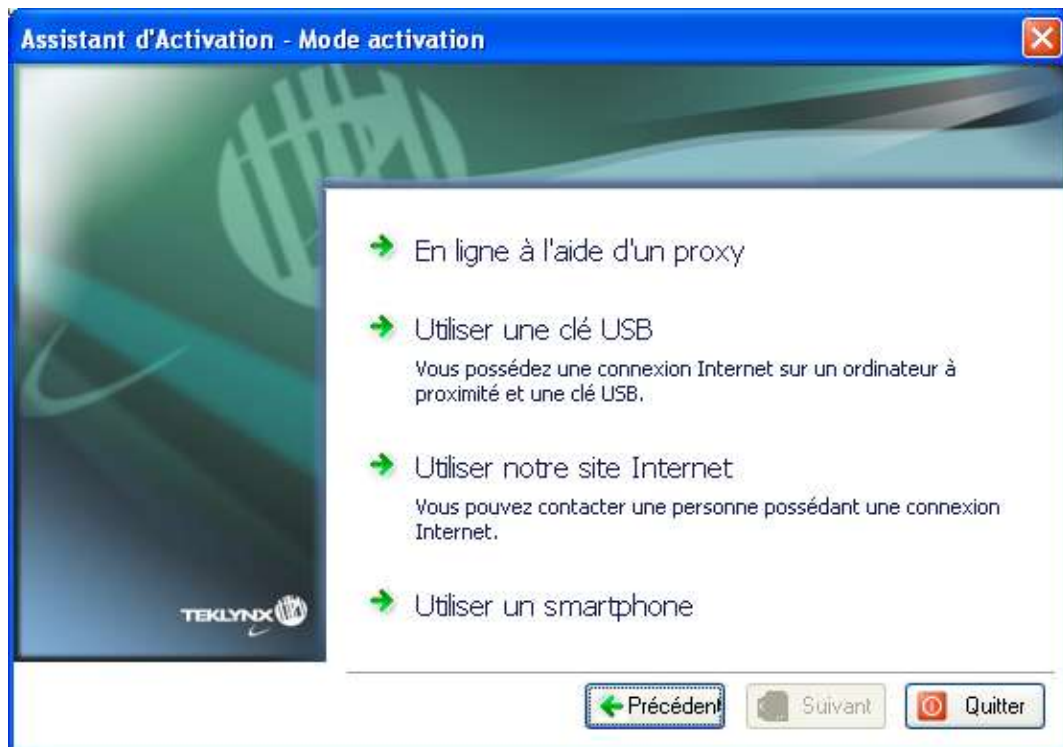 Assistant d'Activation - Mode activation
En ligne à l'aide d'un proxy
Utiliser une clé USB
Vous possédez une connexion Internet sur un ordinateur à
proximité et une clé USB.
Utiliser notre site Internet
Vous pouvez contacter une personne possédant une connexion
Internet.
TEKLYNX
Utiliser un smartphone
Précéden
Suivant
Quitter